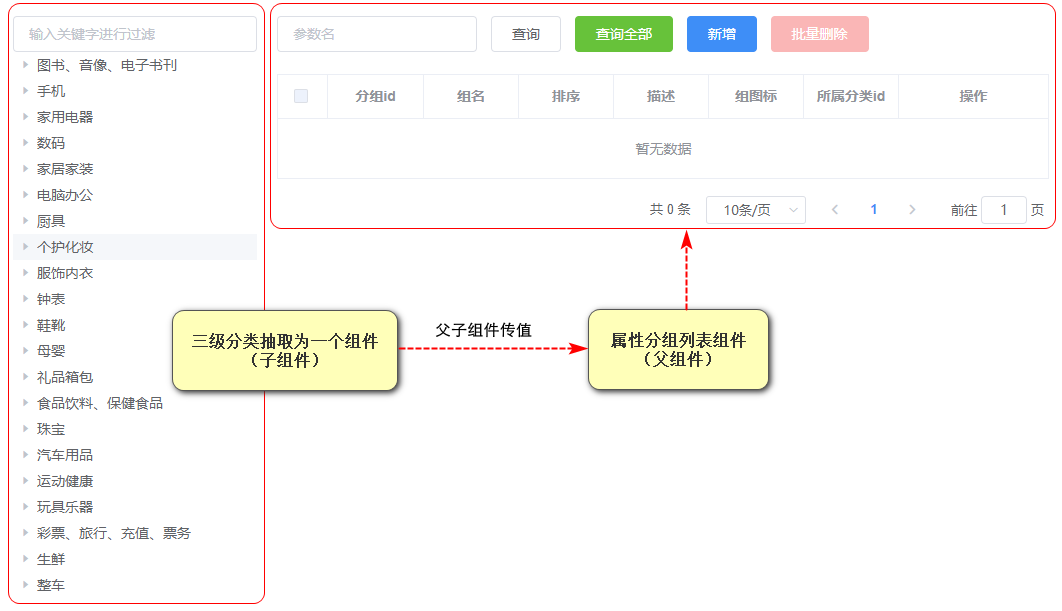 输入关键字进行过滤
图书、音像、电子书刊
手机
家用电器
数码
家居家装
电脑办公
厨具
个护化妆
服饰内衣
钟表
鞋靴
母婴
礼品箱包
食品饮料、保健食品
珠宝
汽车用品
运动健康
玩具乐器
彩票、旅行、充值、票务
生鲜
整车
参数名 查询 查询全部 新增 批量删除
分组id 组名 排序 描述 组图标 所属分类id 操作
暂无数据
共 0 条 10条/页 1 前往 1 页
三级分类抽取为一个组件
（子组件）
父子组件传值
属性分组列表组件
（父组件）